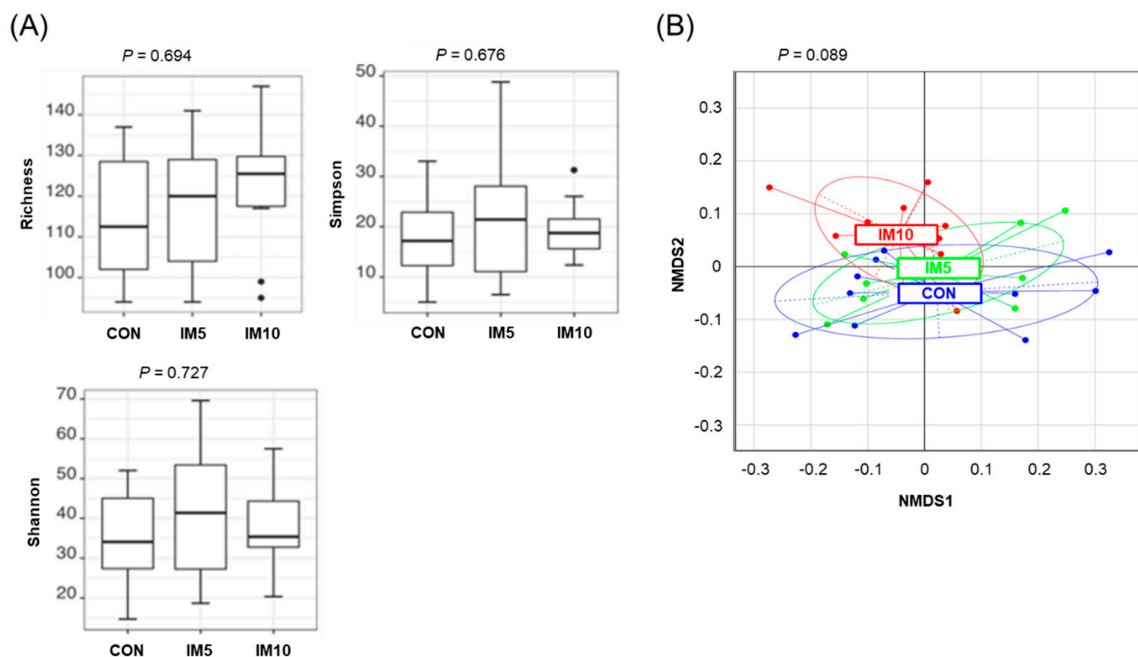 (A)
P = 0.694
Richness
140
130
120
110
100
CON IM5 IM10
P = 0.676
Simpson
50
40
30
20
10
CON IM5 IM10
P = 0.727
Shannon
70
60
50
40
30
20
CON IM5 IM10
(B)
P = 0.089
NMDS2
0.3
0.2
0.1
0
-0.1
-0.2
-0.3
IM10
IM5
CON
-0.3 -0.2 -0.1 0 0.1 0.2 0.3
NMDS1